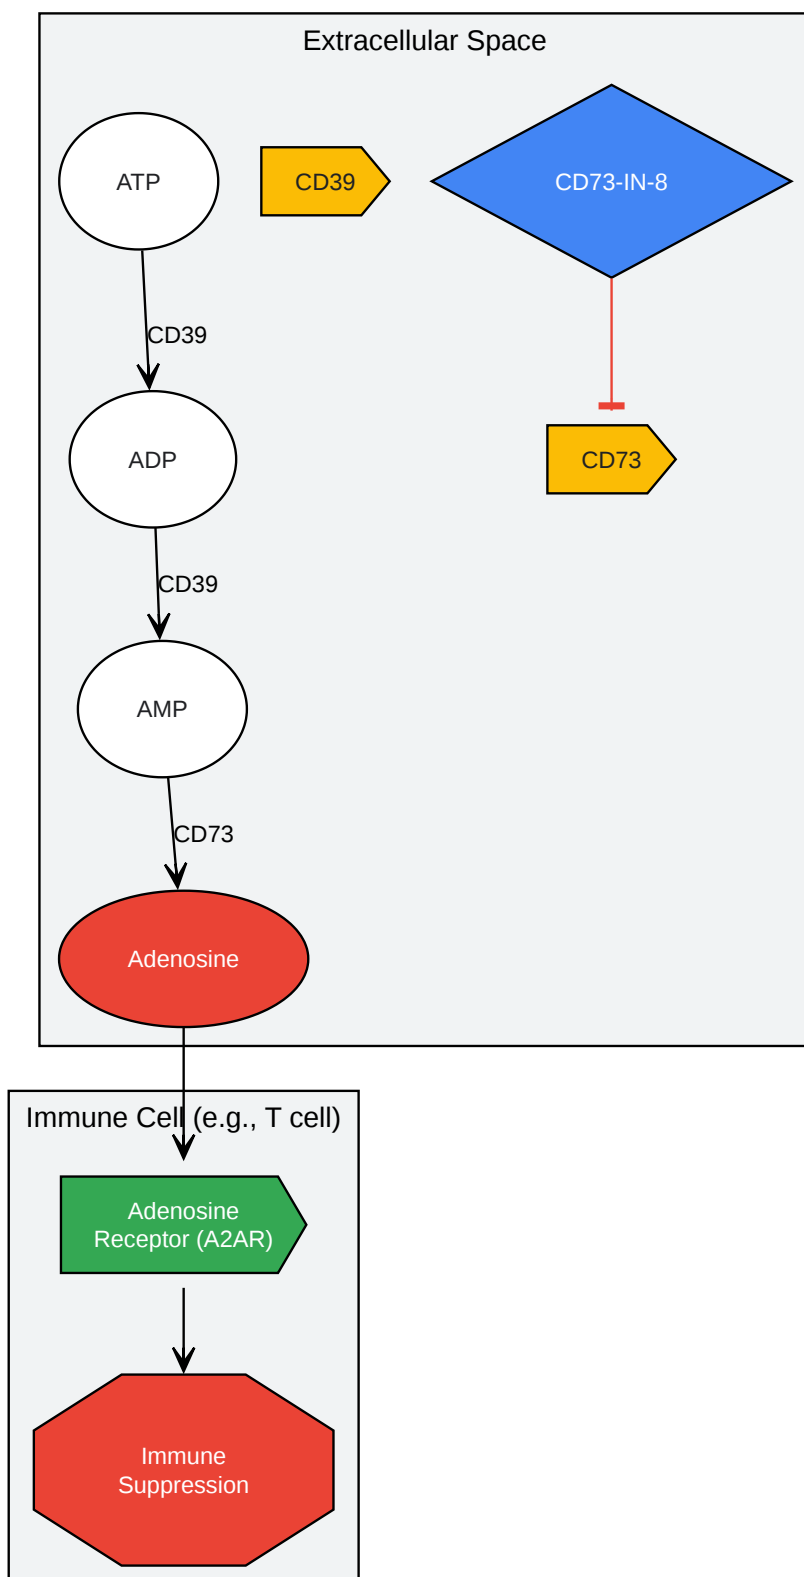 Extracellular Space
ATP
CD39
CD73-IN-8
CD39
ADP
CD73
CD39
AMP
CD73
Adenosine
Immune Cell (e.g., T cell)
Adenosine
Receptor (A2AR)
Immune
Suppression